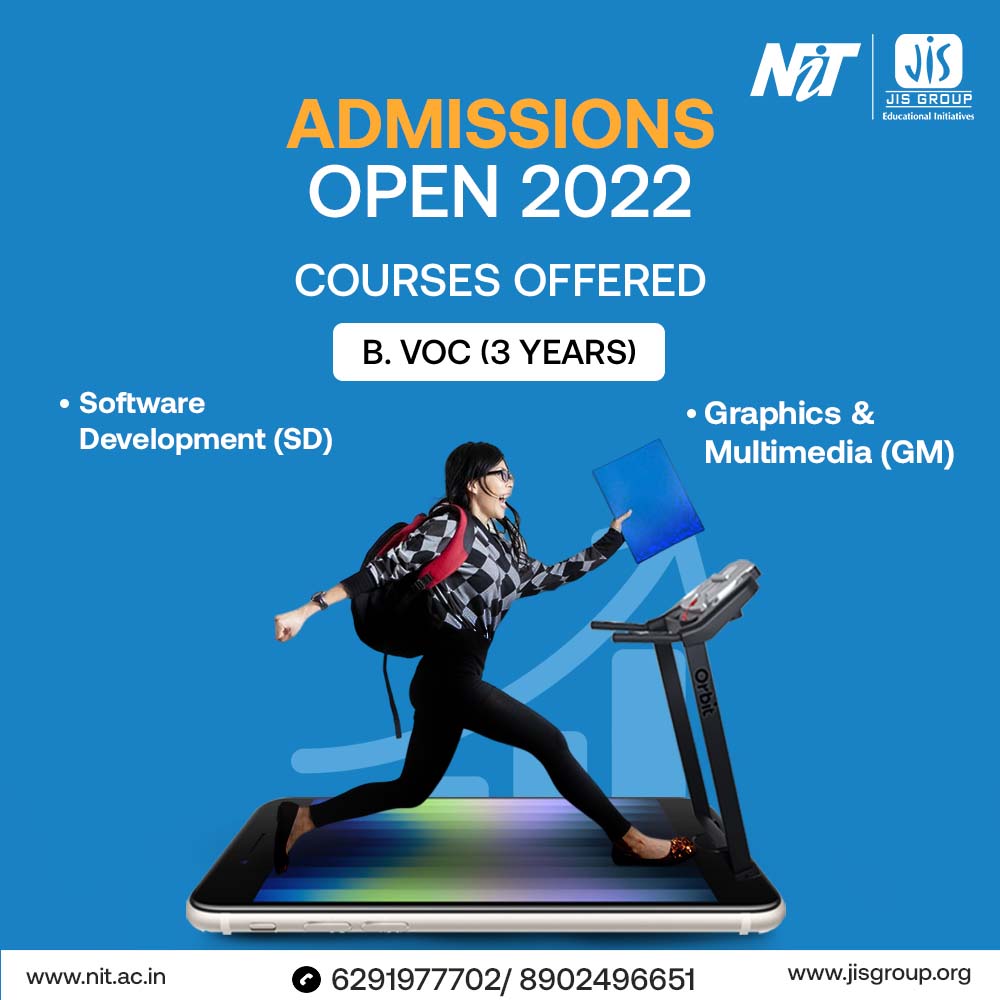 NiT
JiS
JIS GROUP
Educational Initiatives
ADMISSIONS
OPEN 2022
COURSES OFFERED
B. VOC (3 YEARS)
• Software
Development (SD)
• Graphics &
Multimedia (GM)
Orbit
www.nit.ac.in
6291977702/ 8902496651
www.jisgroup.org